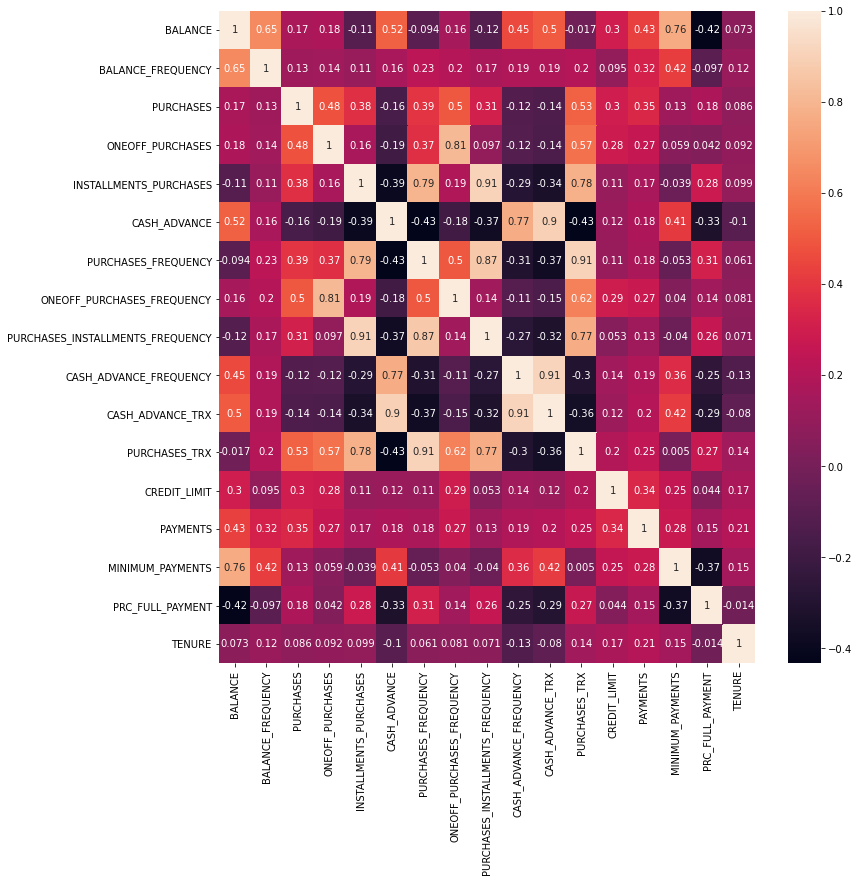 BALANCE 1 0.65 0.17 0.18 -0.11 0.52 -0.094 0.16 -0.12 0.45 0.5 -0.017 0.3 0.43 0.76 -0.42 0.073
BALANCE_FREQUENCY 0.65 1 0.13 0.14 0.11 0.16 0.23 0.2 0.17 0.19 0.19 0.2 0.095 0.32 0.42 -0.097 0.12
PURCHASES 0.17 0.13 1 0.48 0.38 -0.16 0.39 0.5 0.31 -0.12 -0.14 0.53 0.3 0.35 0.13 0.18 0.086
ONEOFF_PURCHASES 0.18 0.14 0.48 1 0.16 -0.19 0.37 0.81 0.097 -0.12 -0.14 0.57 0.28 0.27 0.059 0.042 0.092
INSTALLMENTS_PURCHASES -0.11 0.11 0.38 0.16 1 -0.39 0.79 0.19 0.91 -0.29 -0.34 0.78 0.11 0.17 -0.039 0.28 0.099
CASH_ADVANCE 0.52 0.16 -0.16 -0.19 -0.39 1 -0.43 -0.18 -0.37 0.77 0.9 -0.43 0.12 0.18 0.41 -0.33 -0.1
PURCHASES_FREQUENCY -0.094 0.23 0.39 0.37 0.79 -0.43 1 0.5 0.87 -0.31 -0.37 0.91 0.11 0.18 -0.053 0.31 0.061
ONEOFF_PURCHASES_FREQUENCY 0.16 0.2 0.5 0.81 0.19 -0.18 0.5 1 0.14 -0.11 -0.15 0.62 0.29 0.27 0.04 0.14 0.081
PURCHASES_INSTALLMENTS_FREQUENCY -0.12 0.17 0.31 0.097 0.91 -0.37 0.87 0.14 1 -0.27 -0.32 0.77 0.053 0.13 -0.04 0.26 0.071
CASH_ADVANCE_FREQUENCY 0.45 0.19 -0.12 -0.12 -0.29 0.77 -0.31 -0.11 -0.27 1 0.91 -0.3 0.14 0.19 0.36 -0.25 -0.13
CASH_ADVANCE_TRX 0.5 0.19 -0.14 -0.14 -0.34 0.9 -0.37 -0.15 -0.32 0.91 1 -0.36 0.12 0.2 0.42 -0.29 -0.08
PURCHASES_TRX -0.017 0.2 0.53 0.57 0.78 -0.43 0.91 0.62 0.77 -0.3 -0.36 1 0.2 0.25 0.005 0.27 0.14
CREDIT_LIMIT 0.3 0.095 0.3 0.28 0.11 0.12 0.11 0.29 0.053 0.14 0.12 0.2 1 0.34 0.25 0.044 0.17
PAYMENTS 0.43 0.32 0.35 0.27 0.17 0.18 0.18 0.27 0.13 0.19 0.2 0.25 0.34 1 0.28 0.15 0.21
MINIMUM_PAYMENTS 0.76 0.42 0.13 0.059 -0.039 0.41 -0.053 0.04 -0.04 0.36 0.42 0.005 0.25 0.28 1 -0.37 0.15
PRC_FULL_PAYMENT -0.42 -0.097 0.18 0.042 0.28 -0.33 0.31 0.14 0.26 -0.25 -0.29 0.27 0.044 0.15 -0.37 1 -0.014
TENURE 0.073 0.12 0.086 0.092 0.099 -0.1 0.061 0.081 0.071 -0.13 -0.08 0.14 0.17 0.21 0.15 -0.014 1
BALANCE
BALANCE_FREQUENCY
PURCHASES
ONEOFF_PURCHASES
INSTALLMENTS_PURCHASES
CASH_ADVANCE
PURCHASES_FREQUENCY
ONEOFF_PURCHASES_FREQUENCY
PURCHASES_INSTALLMENTS_FREQUENCY
CASH_ADVANCE_FREQUENCY
CASH_ADVANCE_TRX
PURCHASES_TRX
CREDIT_LIMIT
PAYMENTS
MINIMUM_PAYMENTS
PRC_FULL_PAYMENT
TENURE
1.0
0.8
0.6
0.4
0.2
0.0
−0.2
−0.4